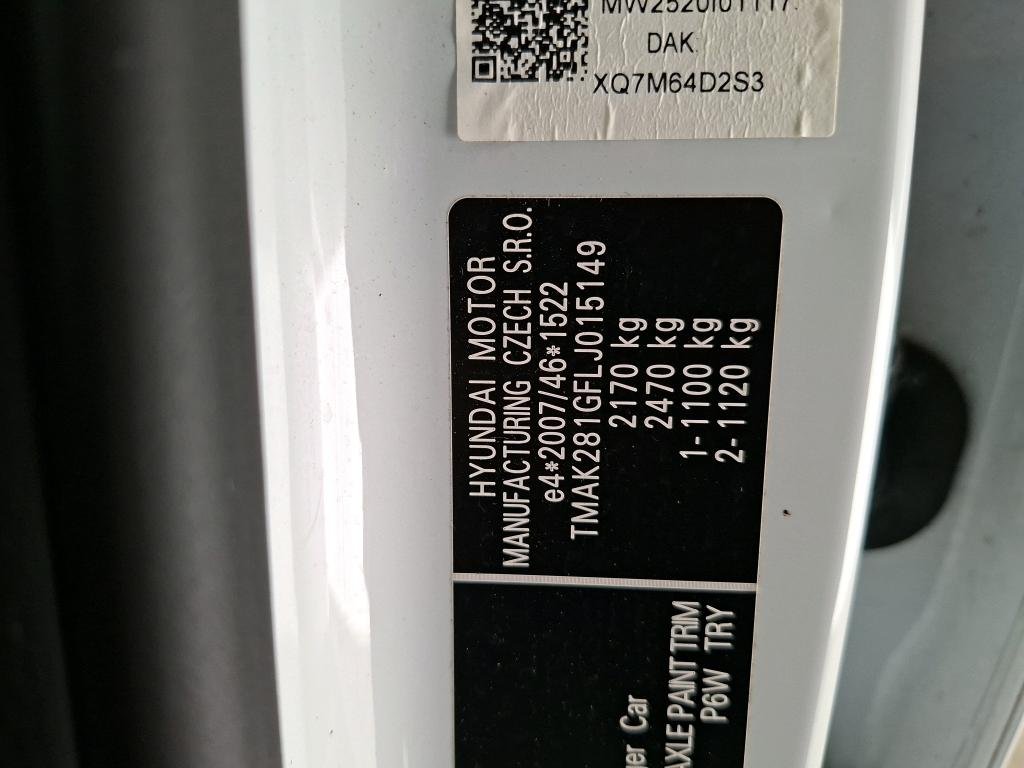 MW2520I01117.
DAK
XQ7M64D2S3
HYUNDAI MOTOR
MANUFACTURING CZECH S.R.O.
e4*2007/46*1522
TMAK281GFLJ015149
2170 kg
2470 kg
1- 1100 kg
2- 1120 kg
Car
AXLE PAINT TRIM
P6W TRY